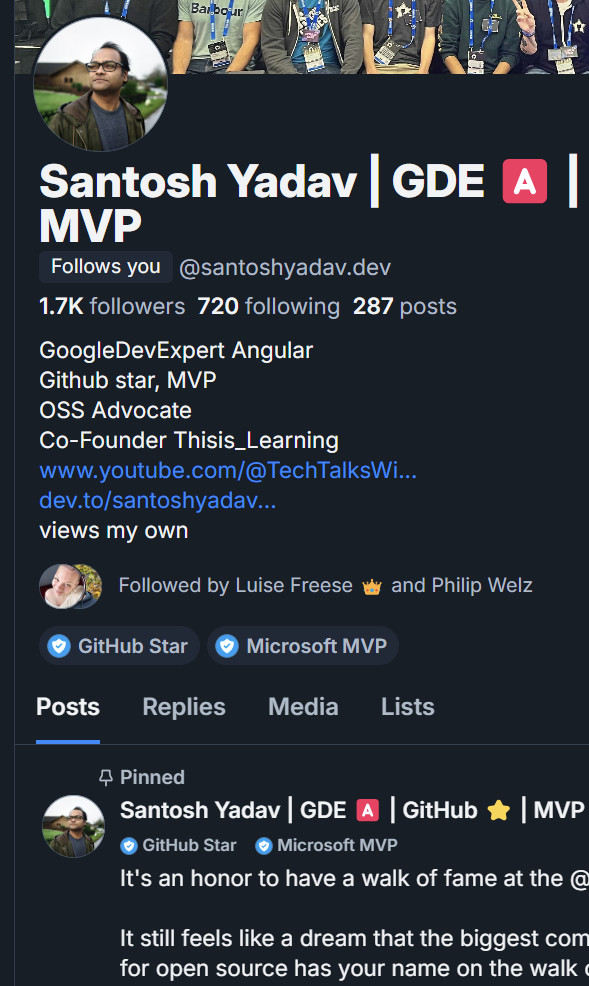 Barbour
Santosh Yadav | GDE 🅰 |
MVP
Follows you @santoshyadav.dev
1.7K followers 720 following 287 posts
GoogleDevExpert Angular
Github star, MVP
OSS Advocate
Co-Founder Thisis_Learning
www.youtube.com/@TechTalksWi...
dev.to/santoshyadav...
views my own
Followed by Luise Freese 👑 and Philip Welz
GitHub Star Microsoft MVP
Posts Replies Media Lists
Pinned
Santosh Yadav | GDE 🅰 | GitHub ⭐ | MVP
GitHub Star Microsoft MVP
It's an honor to have a walk of fame at the @
It still feels like a dream that the biggest com
for open source has your name on the walk